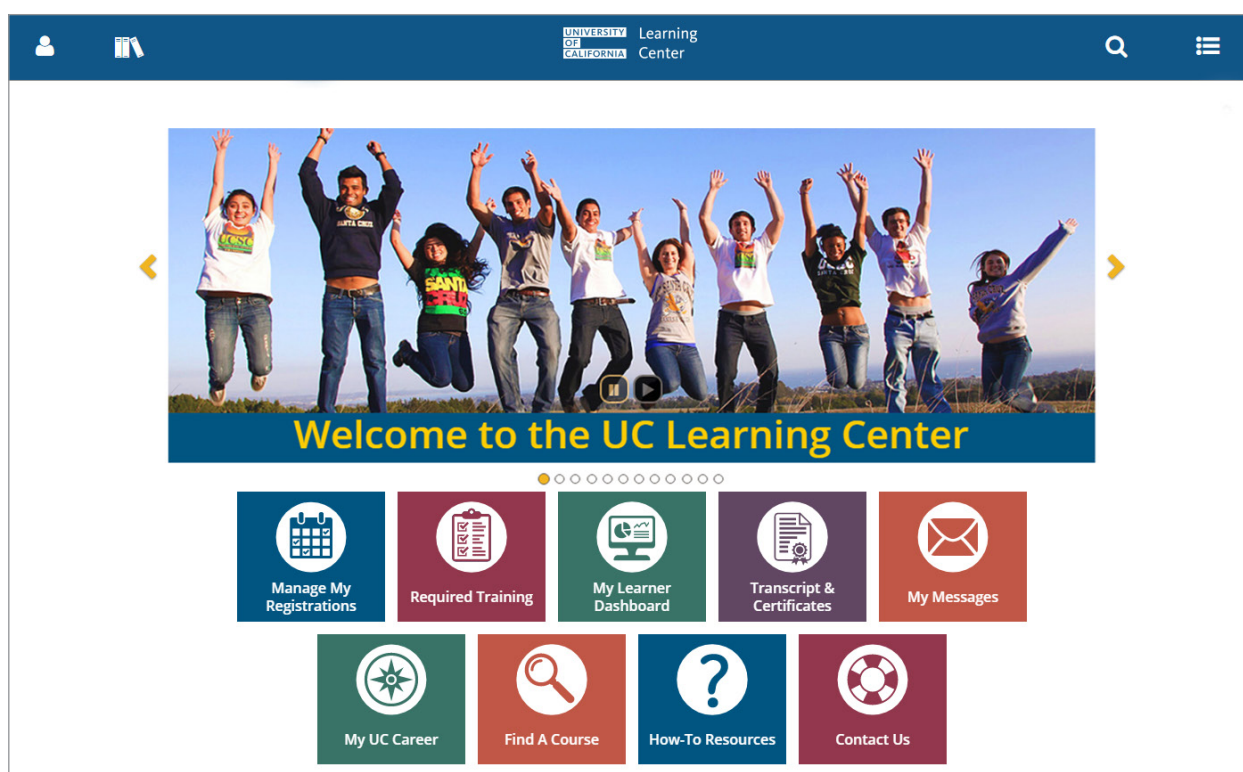 UNIVERSITY
OF
CALIFORNIA
Learning
Center
UCSC
SANTA CRUZ
SANTA
CRUZ
Welcome to the UC Learning Center
Manage My
Registrations
Required Training
My Learner
Dashboard
Transcript &
Certificates
My Messages
My UC Career
Find A Course
How-To Resources
Contact Us